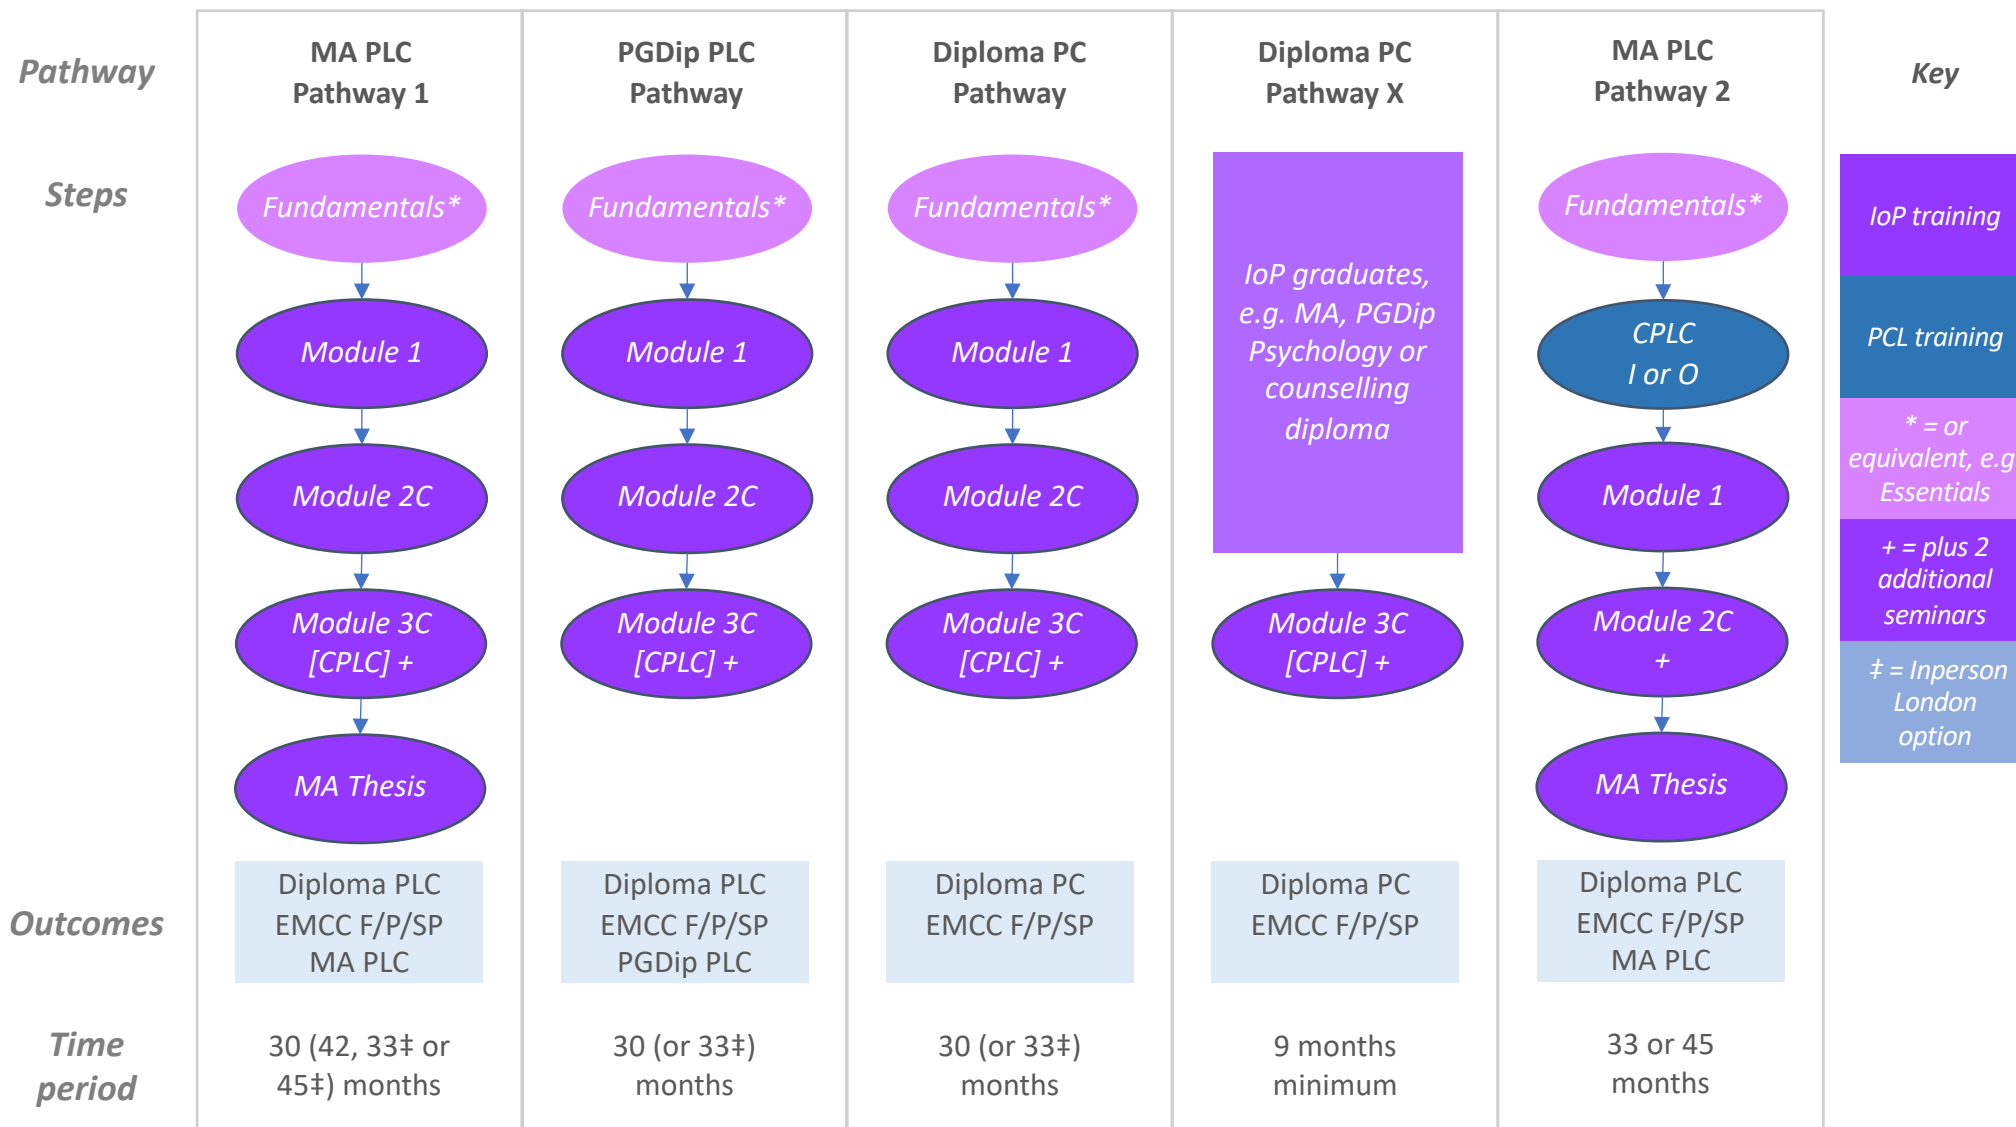 Pathway
MA PLC
Pathway 1
PGDip PLC
Pathway
Diploma PC
Pathway
Diploma PC
Pathway X
MA PLC
Pathway 2
Key
Steps
Fundamentals*
Module 1
Module 2C
Module 3C
[CPLC] +
MA Thesis
Fundamentals*
Module 1
Module 2C
Module 3C
[CPLC] +
Fundamentals*
Module 1
Module 2C
Module 3C
[CPLC] +
IoP graduates,
e.g. MA, PGDip
Psychology or
counselling
diploma
Module 3C
[CPLC] +
Fundamentals*
CPLC
I or O
Module 1
Module 2C
+
MA Thesis
IoP training
PCL training
* = or
equivalent, e.g
Essentials
+ = plus 2
additional
seminars
‡ = Inperson
London
option
Outcomes
Diploma PLC
EMCC F/P/SP
MA PLC
Diploma PLC
EMCC F/P/SP
PGDip PLC
Diploma PC
EMCC F/P/SP
Diploma PC
EMCC F/P/SP
Diploma PLC
EMCC F/P/SP
MA PLC
Time
period
30 (42, 33‡ or
45‡) months
30 (or 33‡)
months
30 (or 33‡)
months
9 months
minimum
33 or 45
months